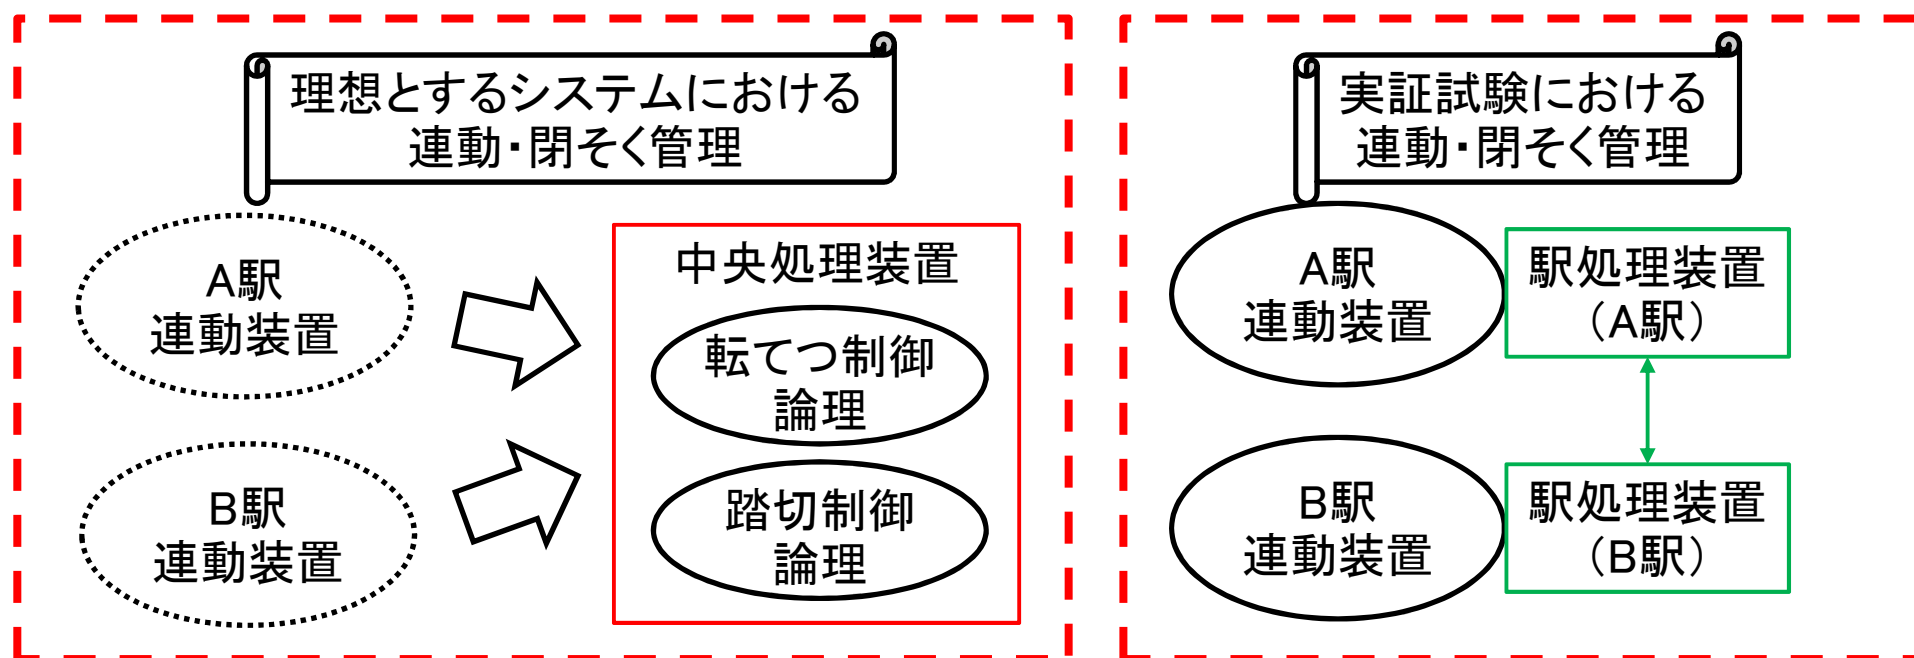 理想とするシステムにおける
連動・閉そく管理
A駅
連動装置
B駅
連動装置
中央処理装置
転てつ制御
論理
踏切制御
論理
実証試験における
連動・閉そく管理
A駅
連動装置
駅処理装置
（A駅）
B駅
連動装置
駅処理装置
（B駅）